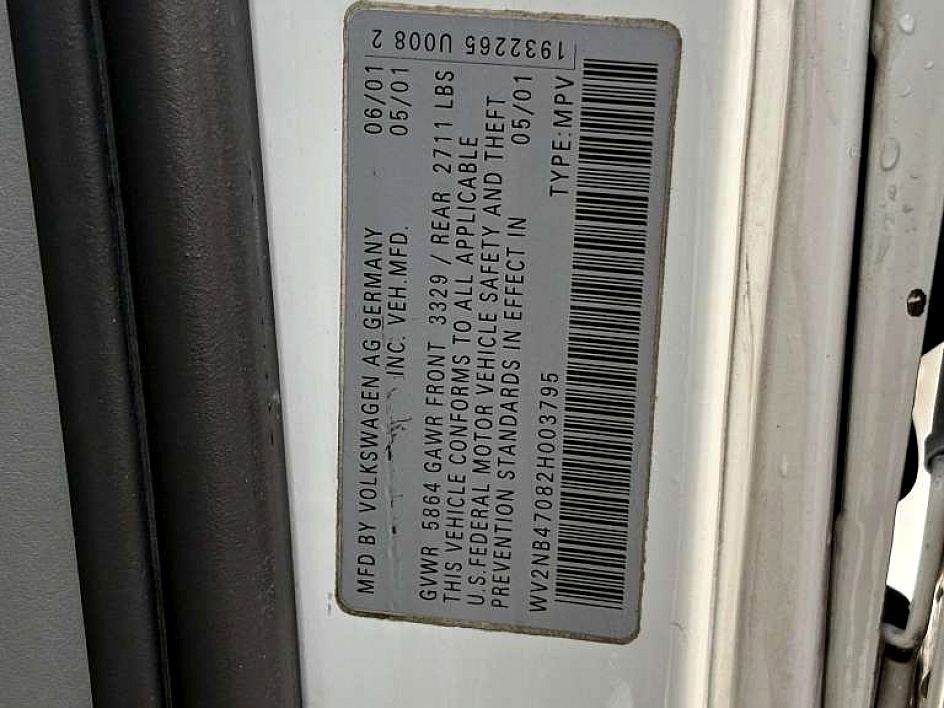 1932265 U008 2
MFD BY VOLKSWAGEN AG GERMANY 06/01
INC. VEH.MFD. 05/01
GVWR 5864 GAWR FRONT 3329 / REAR 2711 LBS
THIS VEHICLE CONFORMS TO ALL APPLICABLE
U.S.FEDERAL MOTOR VEHICLE SAFETY AND THEFT
PREVENTION STANDARDS IN EFFECT IN 05/01
WV2NB47082H003795 TYPE:MPV